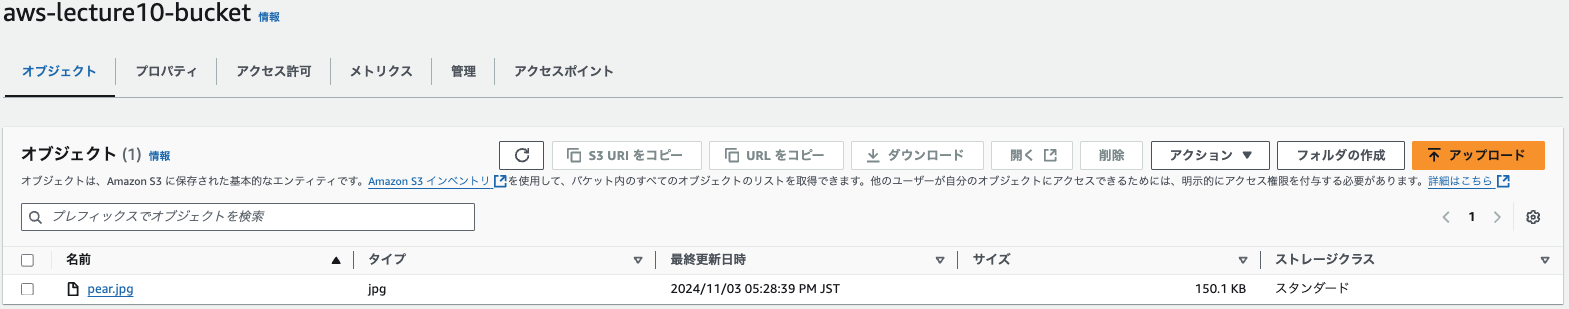 aws-lecture10-bucket 情報
オブジェクト プロパティ アクセス許可 メトリクス 管理 アクセスポイント
オブジェクト (1) 情報 S3 URI をコピー URL をコピー ダウンロード 開く 削除 アクション フォルダの作成 アップロード
オブジェクトは、Amazon S3 に保存された基本的なエンティティです。Amazon S3 インベントリ を使用して、バケット内のすべてのオブジェクトのリストを取得できます。他のユーザーが自分のオブジェクトにアクセスできるためには、明示的にアクセス権限を付与する必要があります。詳細はこちら
プレフィックスでオブジェクトを検索 1
名前 タイプ 最終更新日時 サイズ ストレージクラス
pear.jpg jpg 2024/11/03 05:28:39 PM JST 150.1 KB スタンダード